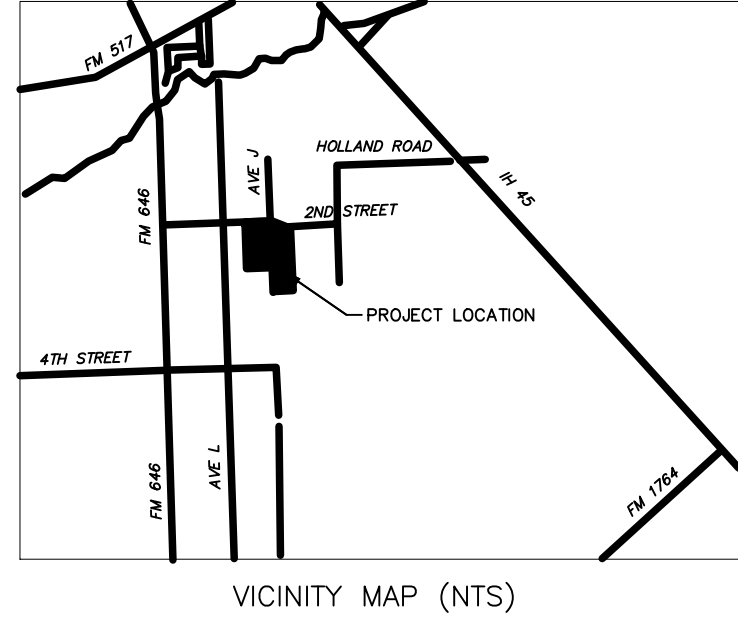 FM 517
HOLLAND ROAD
AVE J
IH 45
FM 646
2ND STREET
PROJECT LOCATION
4TH STREET
AVE L
FM 646
FM 1764
VICINITY MAP (NTS)